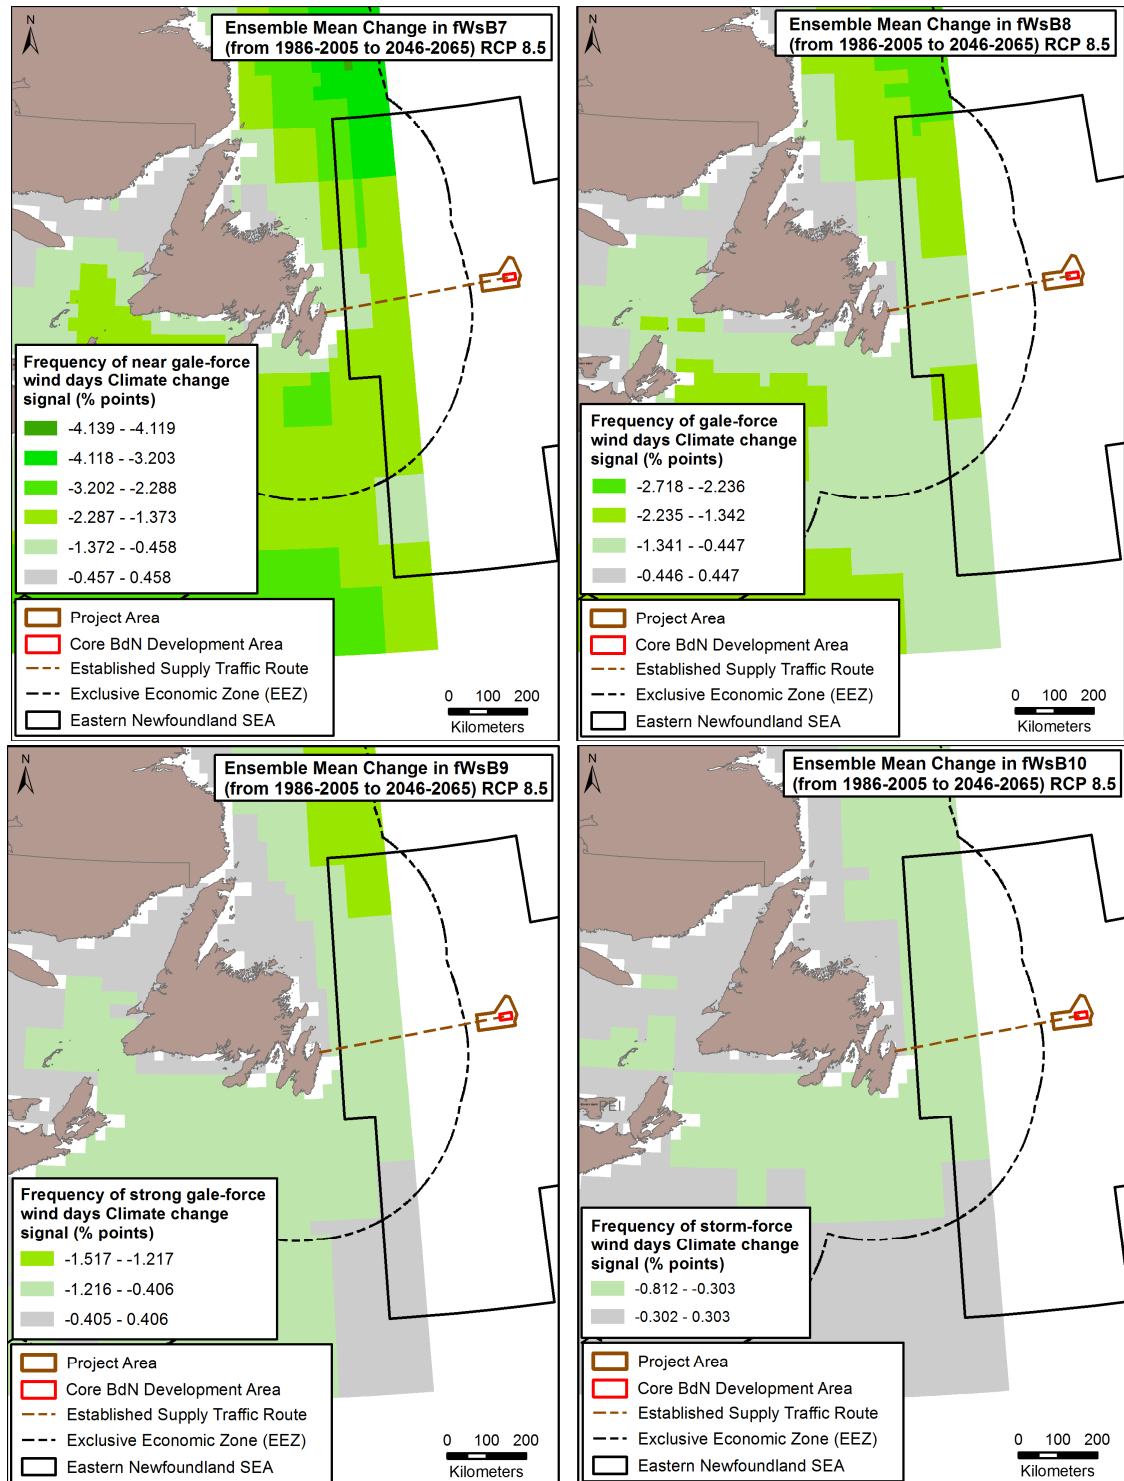 N
Ensemble Mean Change in fWsB7
(from 1986-2005 to 2046-2065) RCP 8.5
Frequency of near gale-force
wind days Climate change
signal (% points)
-4.139 - -4.119
-4.118 - -3.203
-3.202 - -2.288
-2.287 - -1.373
-1.372 - -0.458
-0.457 - 0.458
Project Area
Core BdN Development Area
Established Supply Traffic Route
Exclusive Economic Zone (EEZ)
Eastern Newfoundland SEA
0 100 200
Kilometers
N
Ensemble Mean Change in fWsB8
(from 1986-2005 to 2046-2065) RCP 8.5
Frequency of gale-force
wind days Climate change
signal (% points)
-2.718 - -2.236
-2.235 - -1.342
-1.341 - -0.447
-0.446 - 0.447
Project Area
Core BdN Development Area
Established Supply Traffic Route
Exclusive Economic Zone (EEZ)
Eastern Newfoundland SEA
0 100 200
Kilometers
N
Ensemble Mean Change in fWsB9
(from 1986-2005 to 2046-2065) RCP 8.5
Frequency of strong gale-force
wind days Climate change
signal (% points)
-1.517 - -1.217
-1.216 - -0.406
-0.405 - 0.406
Project Area
Core BdN Development Area
Established Supply Traffic Route
Exclusive Economic Zone (EEZ)
Eastern Newfoundland SEA
0 100 200
Kilometers
N
Ensemble Mean Change in fWsB10
(from 1986-2005 to 2046-2065) RCP 8.5
PEI
Frequency of storm-force
wind days Climate change
signal (% points)
-0.812 - -0.303
-0.302 - 0.303
Project Area
Core BdN Development Area
Established Supply Traffic Route
Exclusive Economic Zone (EEZ)
Eastern Newfoundland SEA
0 100 200
Kilometers